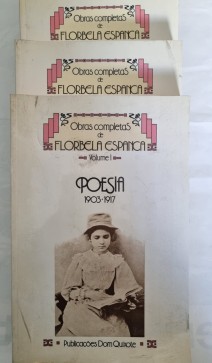 Obras completas
de
FLORBELA ESPANCA
Obras completas
de
FLORBELA ESPANCA
Obras completas
de
FLORBELA ESPANCA
Volume I
POESIA
1903-1917
Publicações Dom Quixote